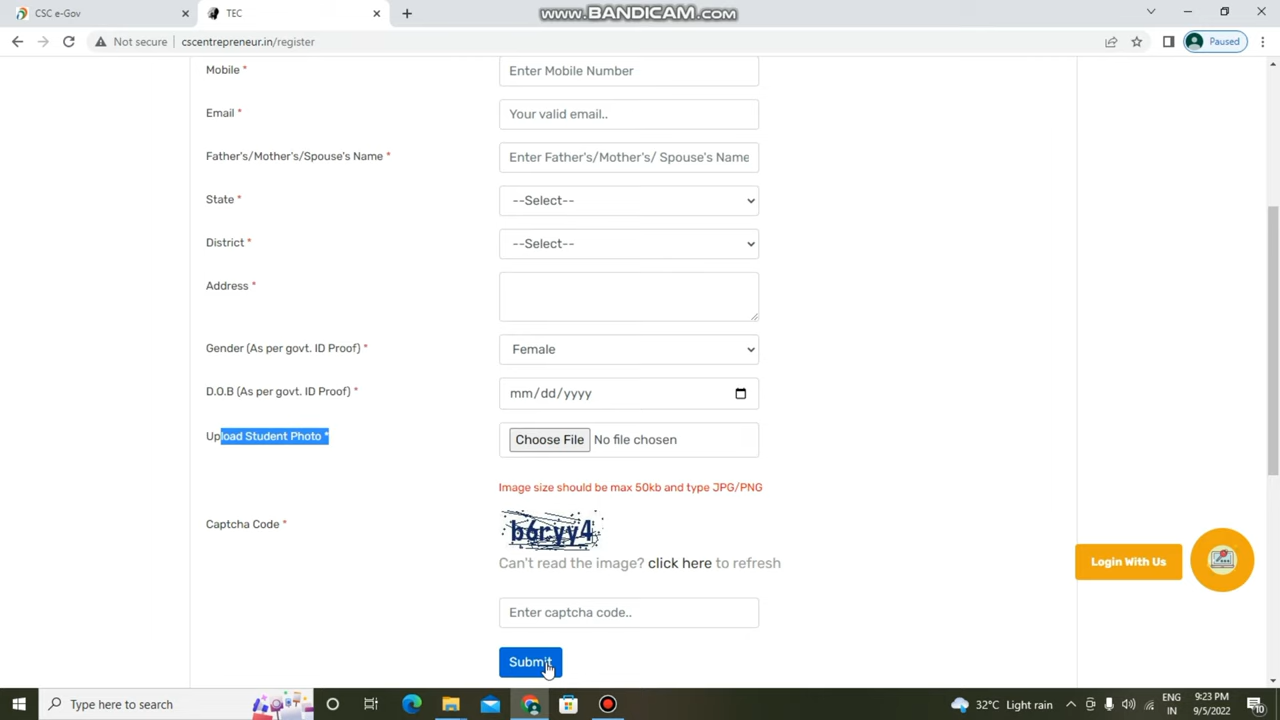 CSC e-Gov
TEC
www.BANDICAM.com
Not secure
cscentrepreneur.in/register
Paused
Mobile *
Enter Mobile Number
Email *
Your valid email..
Father's/Mother's/Spouse's Name *
Enter Father's/Mother's/ Spouse's Name
State *
--Select--
District *
--Select--
Address *
Gender (As per govt. ID Proof) *
Female
D.O.B (As per govt. ID Proof) *
mm/dd/yyyy
Upload Student Photo *
Choose File No file chosen
Image size should be max 50kb and type JPG/PNG
Captcha Code *
b6ryy4
Can't read the image? click here to refresh
Login With Us
Enter captcha code..
Submit
Type here to search
32°C Light rain
ENG
IN
9:23 PM
9/5/2022
10